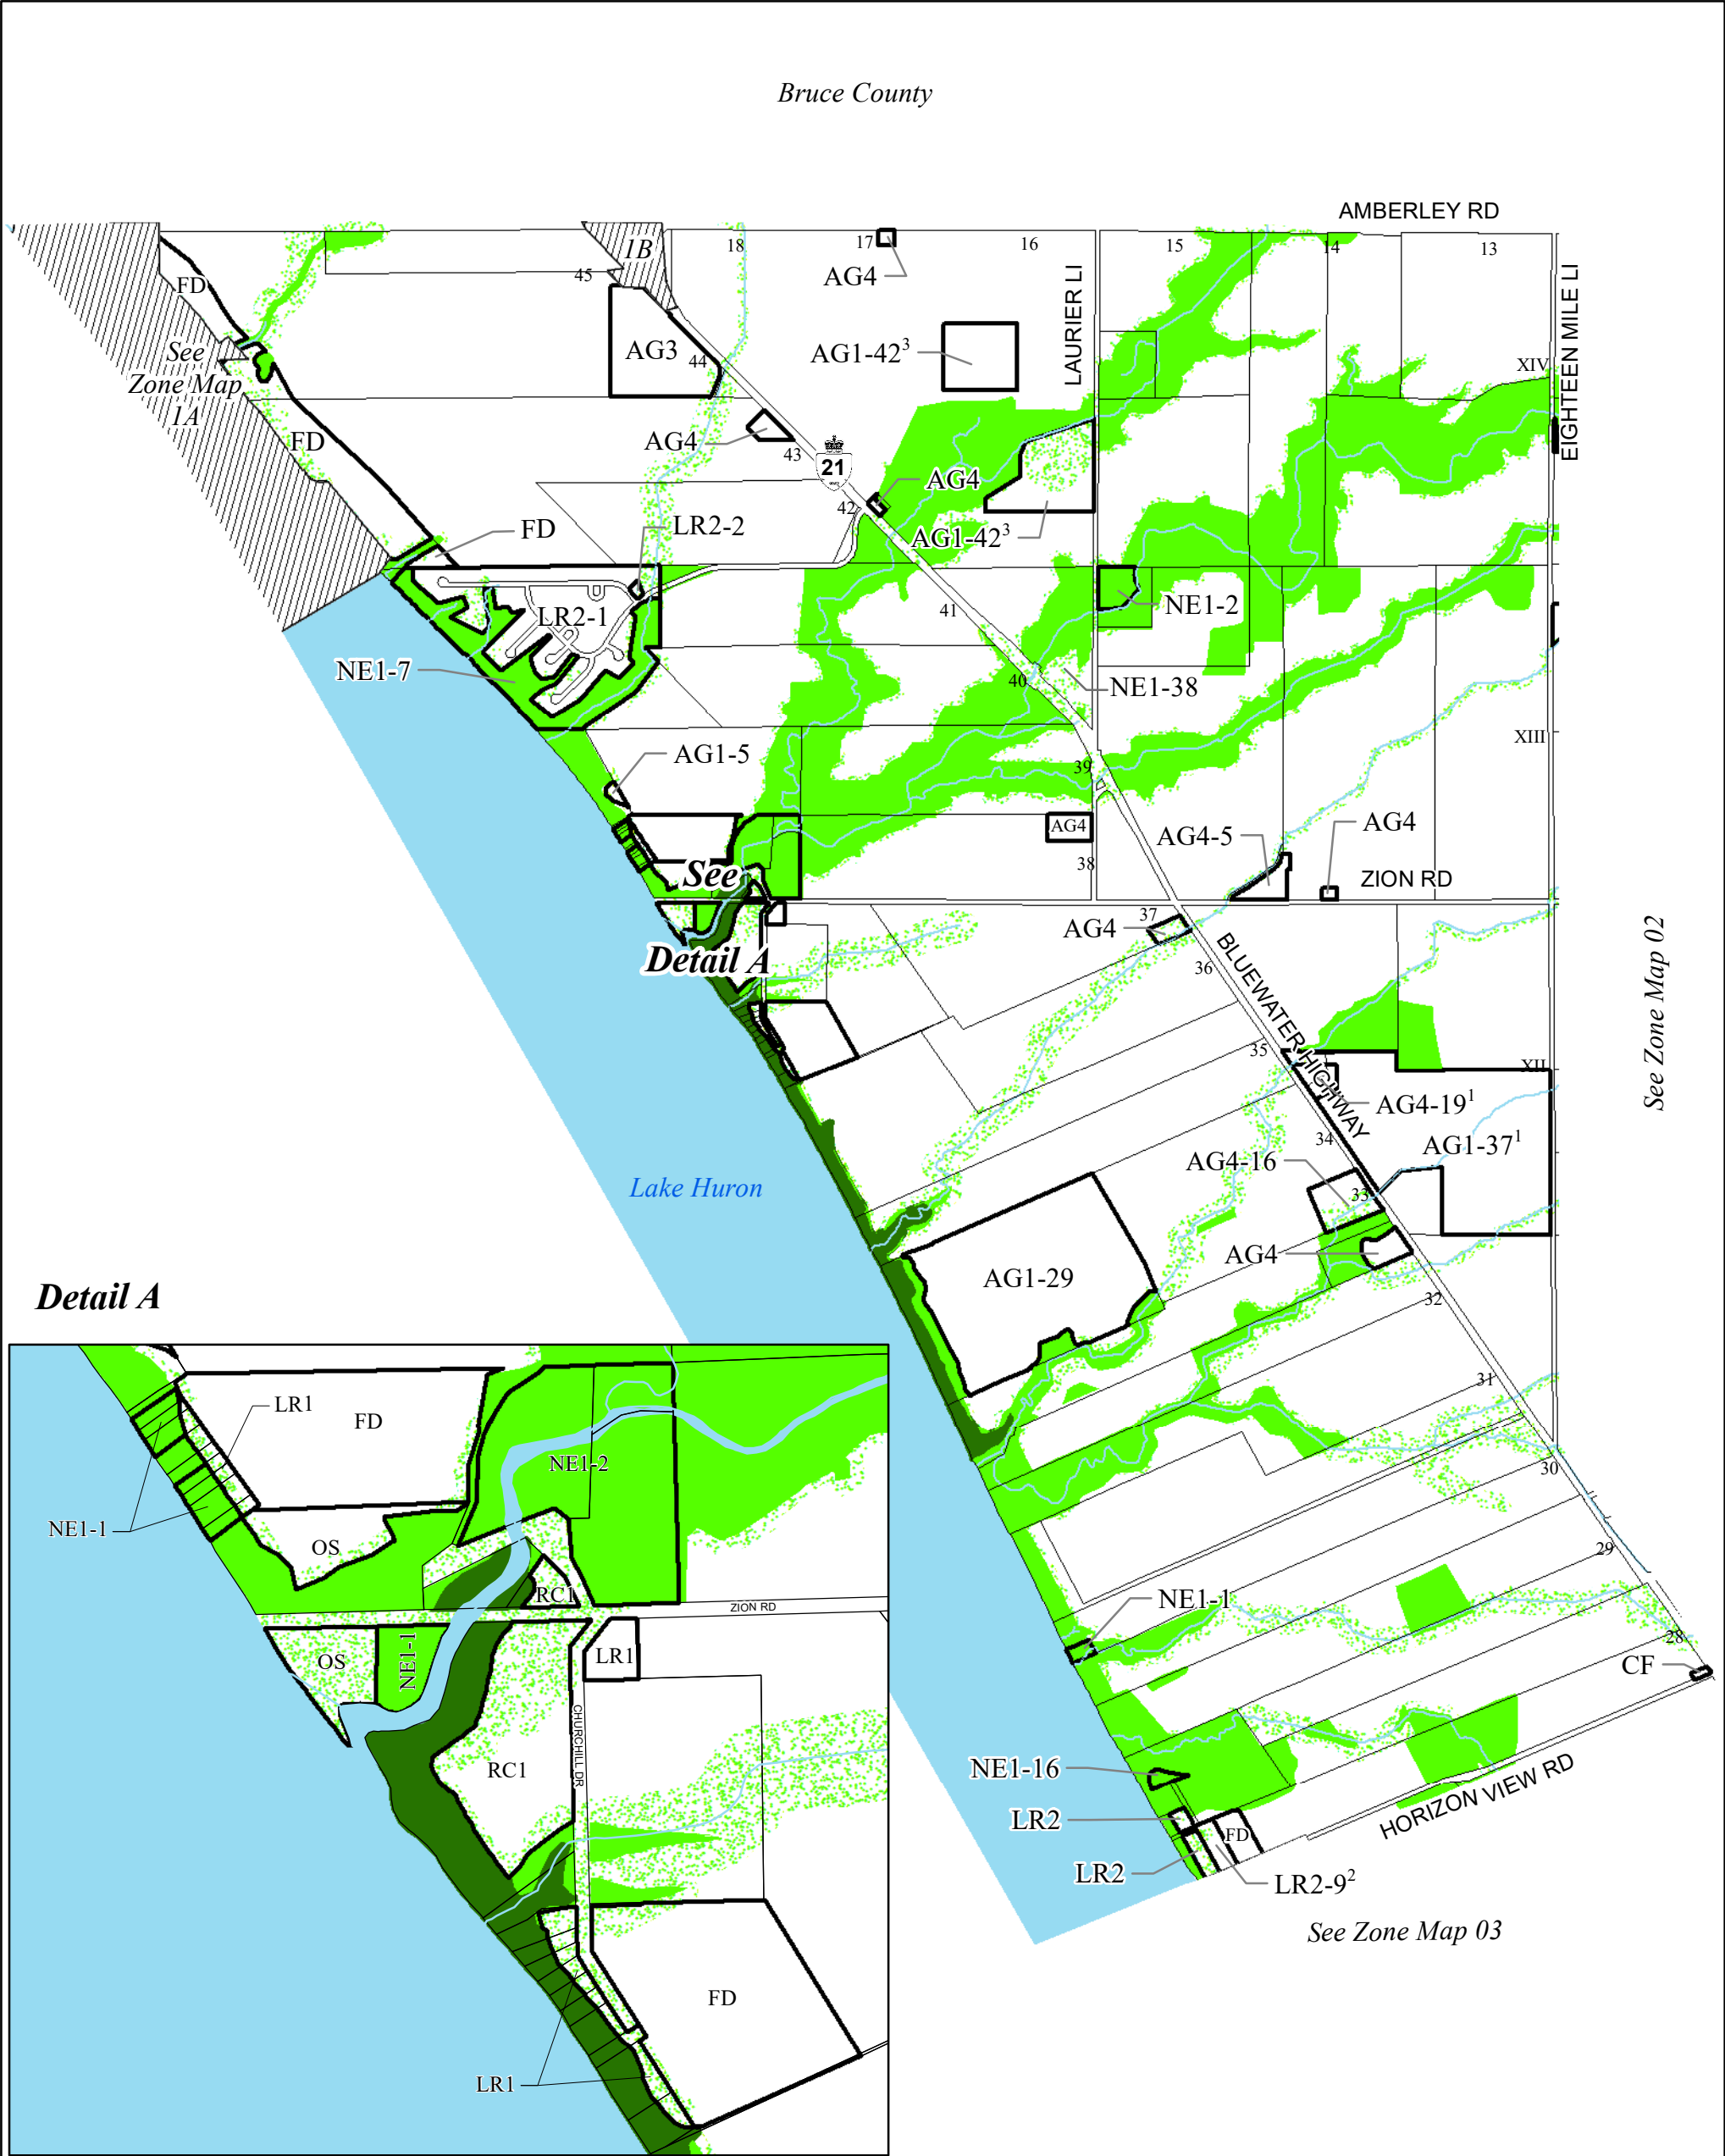 Bruce County
AMBERLEY RD
1B
18
17
16
15
14
13
AG4
45
FD
LAURIER LI
EIGHTEEN MILE LI
See
Zone Map
1A
AG3
44
AG1-42³
XIV
FD
AG4
43
21
AG4
42
AG1-42³
FD
LR2-2
LR2-1
41
NE1-2
NE1-7
40
NE1-38
XIII
AG1-5
39
AG4
AG4-5
AG4
38
See
Detail A
ZION RD
AG4
37
36
BLUEWATER HIGHWAY
See Zone Map 02
35
XII
AG4-19¹
34
AG1-37¹
AG4-16
33
Lake Huron
AG4
AG1-29
32
31
30
29
NE1-1
28
CF
NE1-16
LR2
FD
HORIZON VIEW RD
LR2
LR2-9²
See Zone Map 03
Detail A
LR1
FD
NE1-2
NE1-1
OS
RC1
ZION RD
OS
NE1-1
LR1
CHURCHILL DR
RC1
FD
LR1